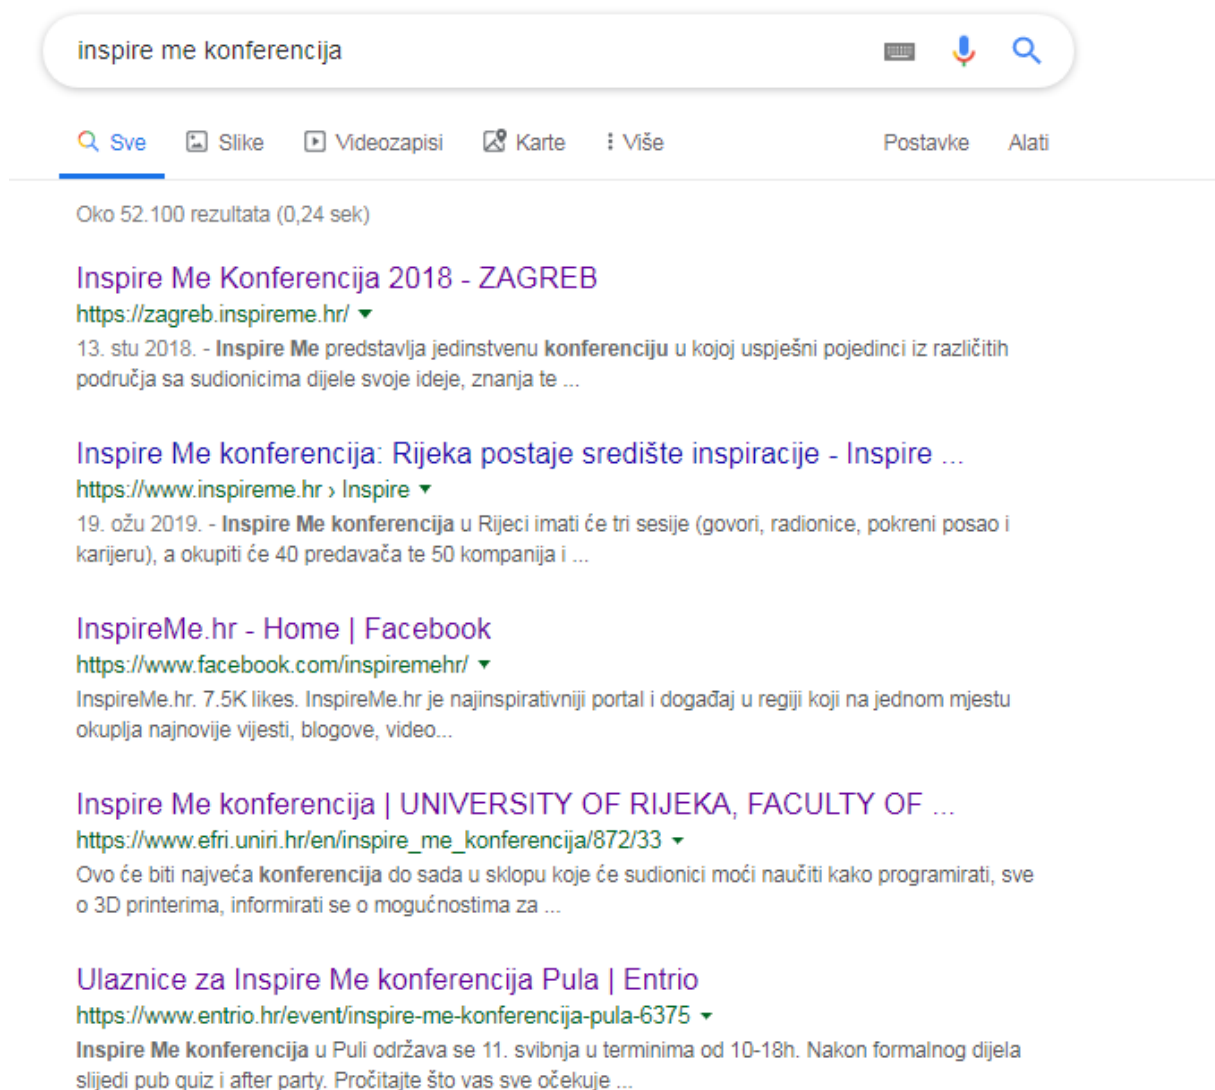 inspire me konferencija
Sve Slike Videozapisi Karte Više Postavke Alati
Oko 52.100 rezultata (0,24 sek)
Inspire Me Konferencija 2018 - ZAGREB
https://zagreb.inspireme.hr/
13. stu 2018. - Inspire Me predstavlja jedinstvenu konferenciju u kojoj uspješni pojedinci iz različitih
područja sa sudionicima dijele svoje ideje, znanja te ...
Inspire Me konferencija: Rijeka postaje središte inspiracije - Inspire ...
https://www.inspireme.hr › Inspire
19. ožu 2019. - Inspire Me konferencija u Rijeci imati će tri sesije (govori, radionice, pokreni posao i
karijeru), a okupiti će 40 predavača te 50 kompanija i ...
InspireMe.hr - Home | Facebook
https://www.facebook.com/inspiremehr/
InspireMe.hr. 7.5K likes. InspireMe.hr je najinspirativniji portal i događaj u regiji koji na jednom mjestu
okuplja najnovije vijesti, blogove, video...
Inspire Me konferencija | UNIVERSITY OF RIJEKA, FACULTY OF ...
https://www.efri.uniri.hr/en/inspire_me_konferencija/872/33
Ovo će biti najveća konferencija do sada u sklopu koje će sudionici moći naučiti kako programirati, sve
o 3D printerima, informirati se o mogućnostima za ...
Ulaznice za Inspire Me konferencija Pula | Entrio
https://www.entrio.hr/event/inspire-me-konferencija-pula-6375
Inspire Me konferencija u Puli održava se 11. svibnja u terminima od 10-18h. Nakon formalnog dijela
slijedi pub quiz i after party. Pročitajte što vas sve očekuje ...